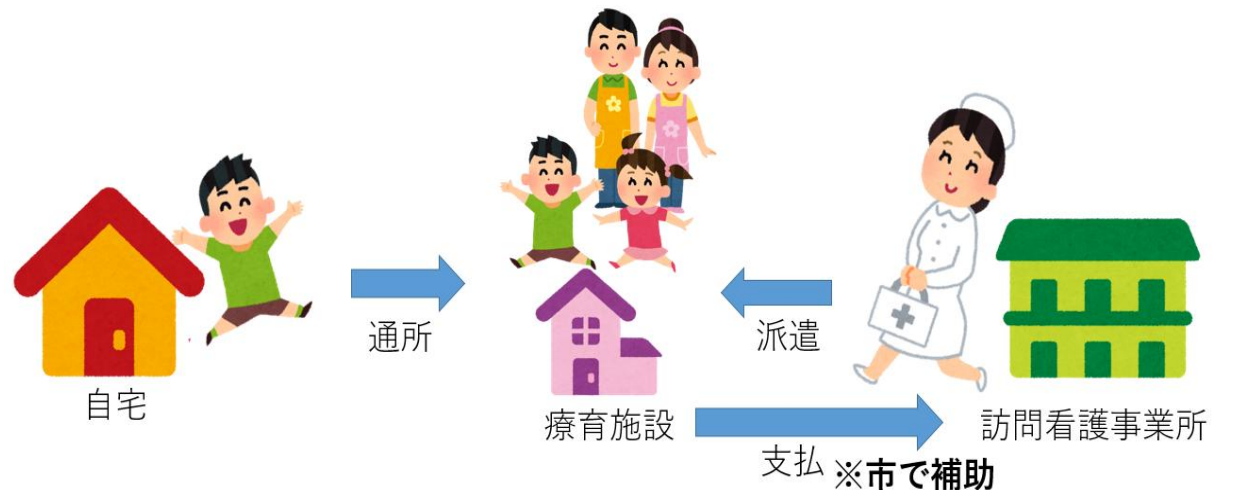 通所
派遣
自宅
療育施設
訪問看護事業所
支払 ※市で補助